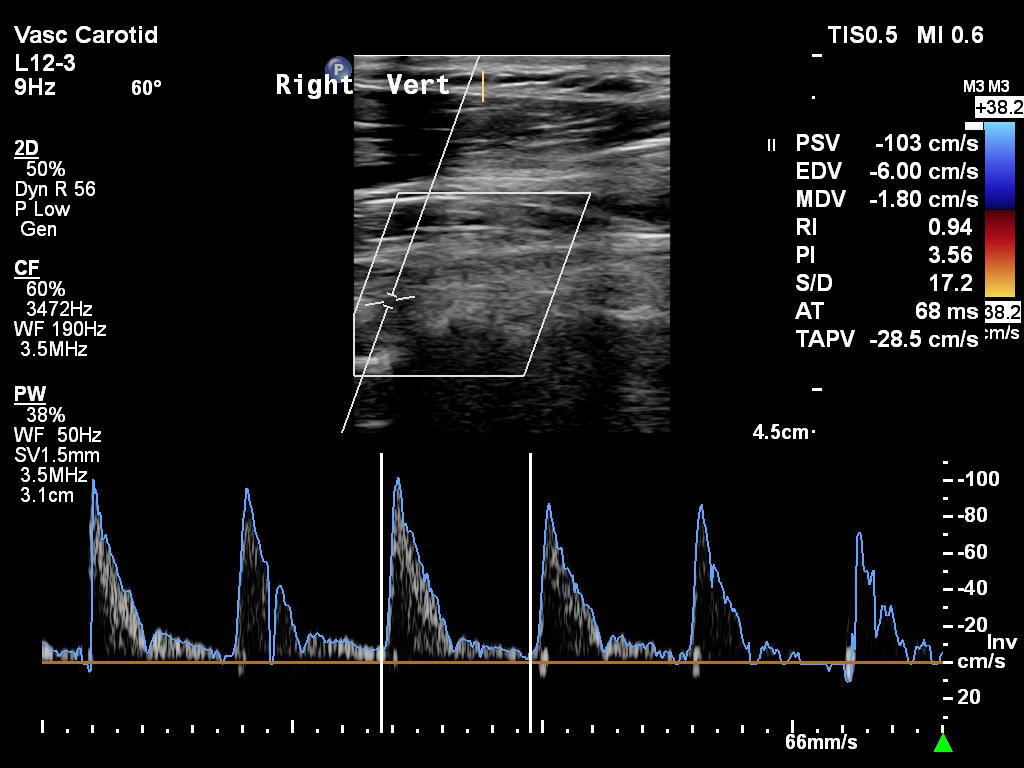 Vasc Carotid
TIS0.5 MI 0.6
L12-3
9Hz 60°
P
Right Vert
M3 M3
+38.2
2D
50%
Dyn R 56
P Low
Gen
CF
60%
3472Hz
WF 190Hz
3.5MHz
PW
38%
WF 50Hz
SV1.5mm
3.5MHz
3.1cm
II PSV -103 cm/s
EDV -6.00 cm/s
MDV -1.80 cm/s
RI 0.94
PI 3.56
S/D 17.2
AT 68 ms
TAPV -28.5 cm/s
38.2
cm/s
4.5cm
-100
-80
-60
-40
-20
Inv
cm/s
20
66mm/s